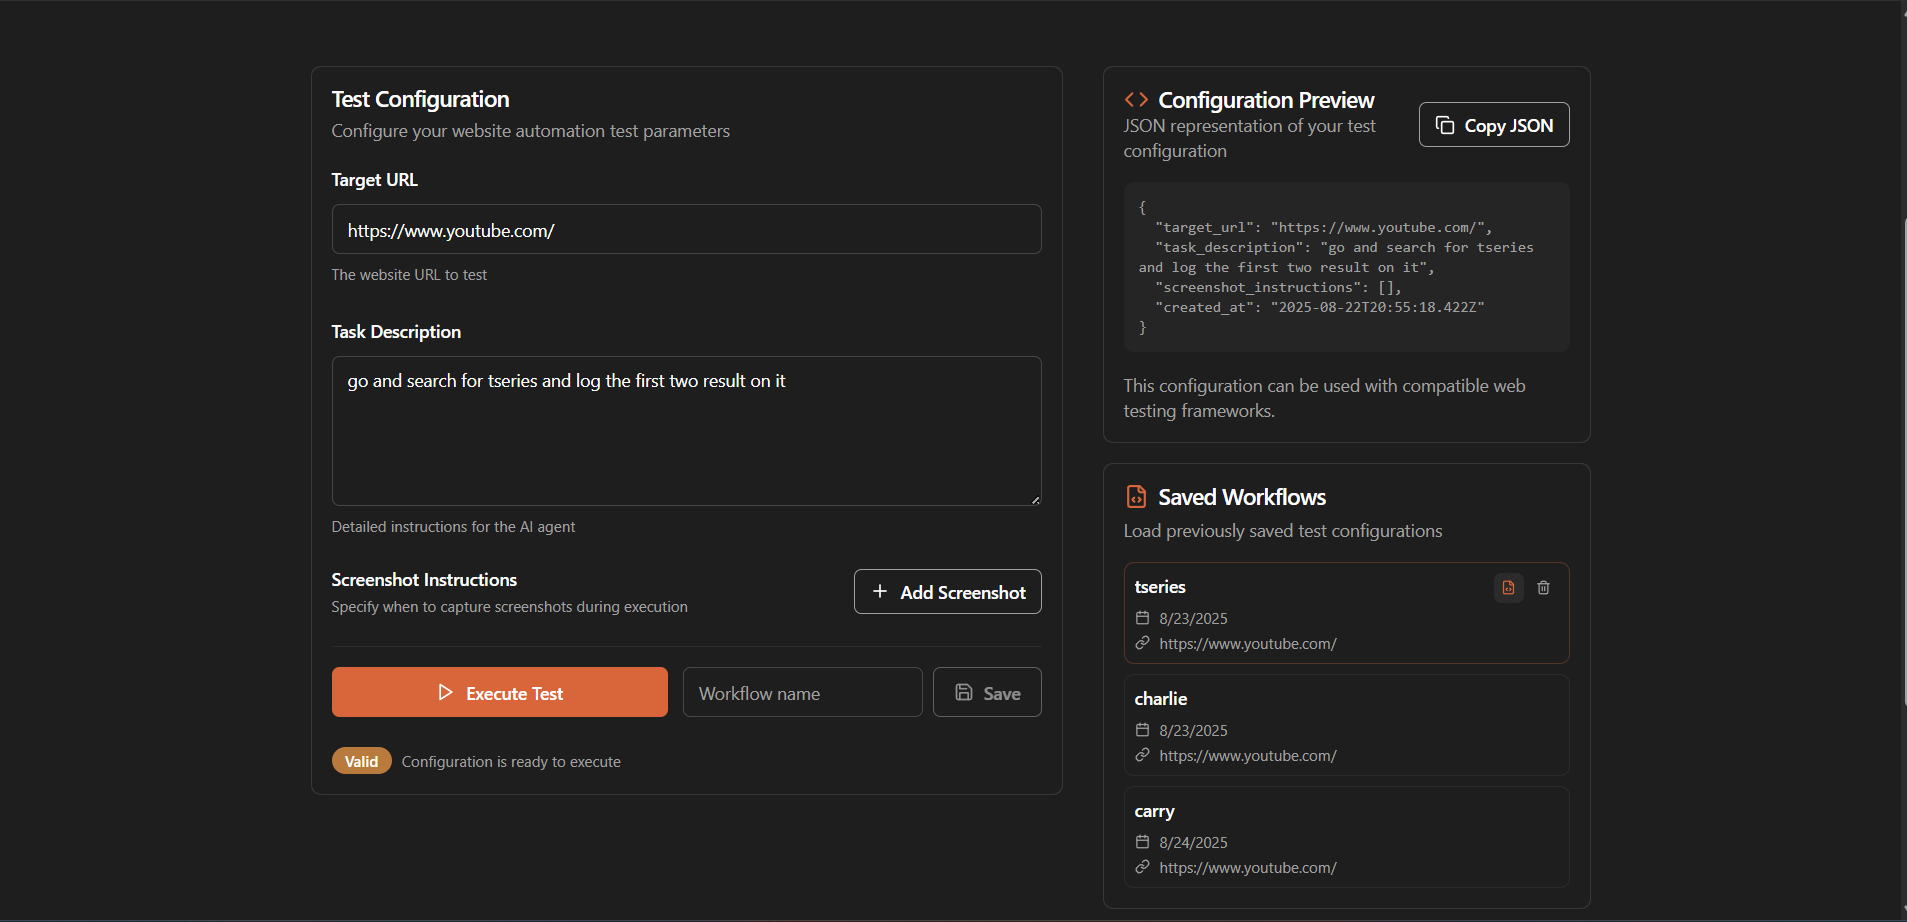 Test Configuration
Configure your website automation test parameters
Target URL
https://www.youtube.com/
The website URL to test
Task Description
go and search for tseries and log the first two result on it
Detailed instructions for the AI agent
Screenshot Instructions
Specify when to capture screenshots during execution
Add Screenshot
Execute Test
Workflow name
Save
Valid
Configuration is ready to execute
Configuration Preview
JSON representation of your test
configuration
Copy JSON
{
"target_url": "https://www.youtube.com/",
"task_description": "go and search for tseries
and log the first two result on it",
"screenshot_instructions": [],
"created_at": "2025-08-22T20:55:18.422Z"
}
This configuration can be used with compatible web
testing frameworks.
Saved Workflows
Load previously saved test configurations
tseries
8/23/2025
https://www.youtube.com/
charlie
8/23/2025
https://www.youtube.com/
carry
8/24/2025
https://www.youtube.com/